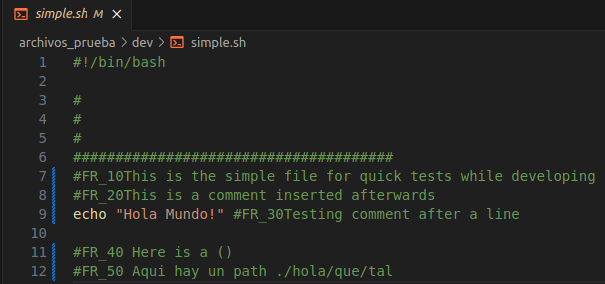 simple.sh M ×
archivos_prueba > dev > simple.sh
1 #!/bin/bash
2
3 #
4 #
5 #
6 ######################################
7 #FR_10This is the simple file for quick tests while developing
8 #FR_20This is a comment inserted afterwards
9 echo "Hola Mundo!" #FR_30Testing comment after a line
10
11 #FR_40 Here is a ()
12 #FR_50 Aqui hay un path ./hola/que/tal